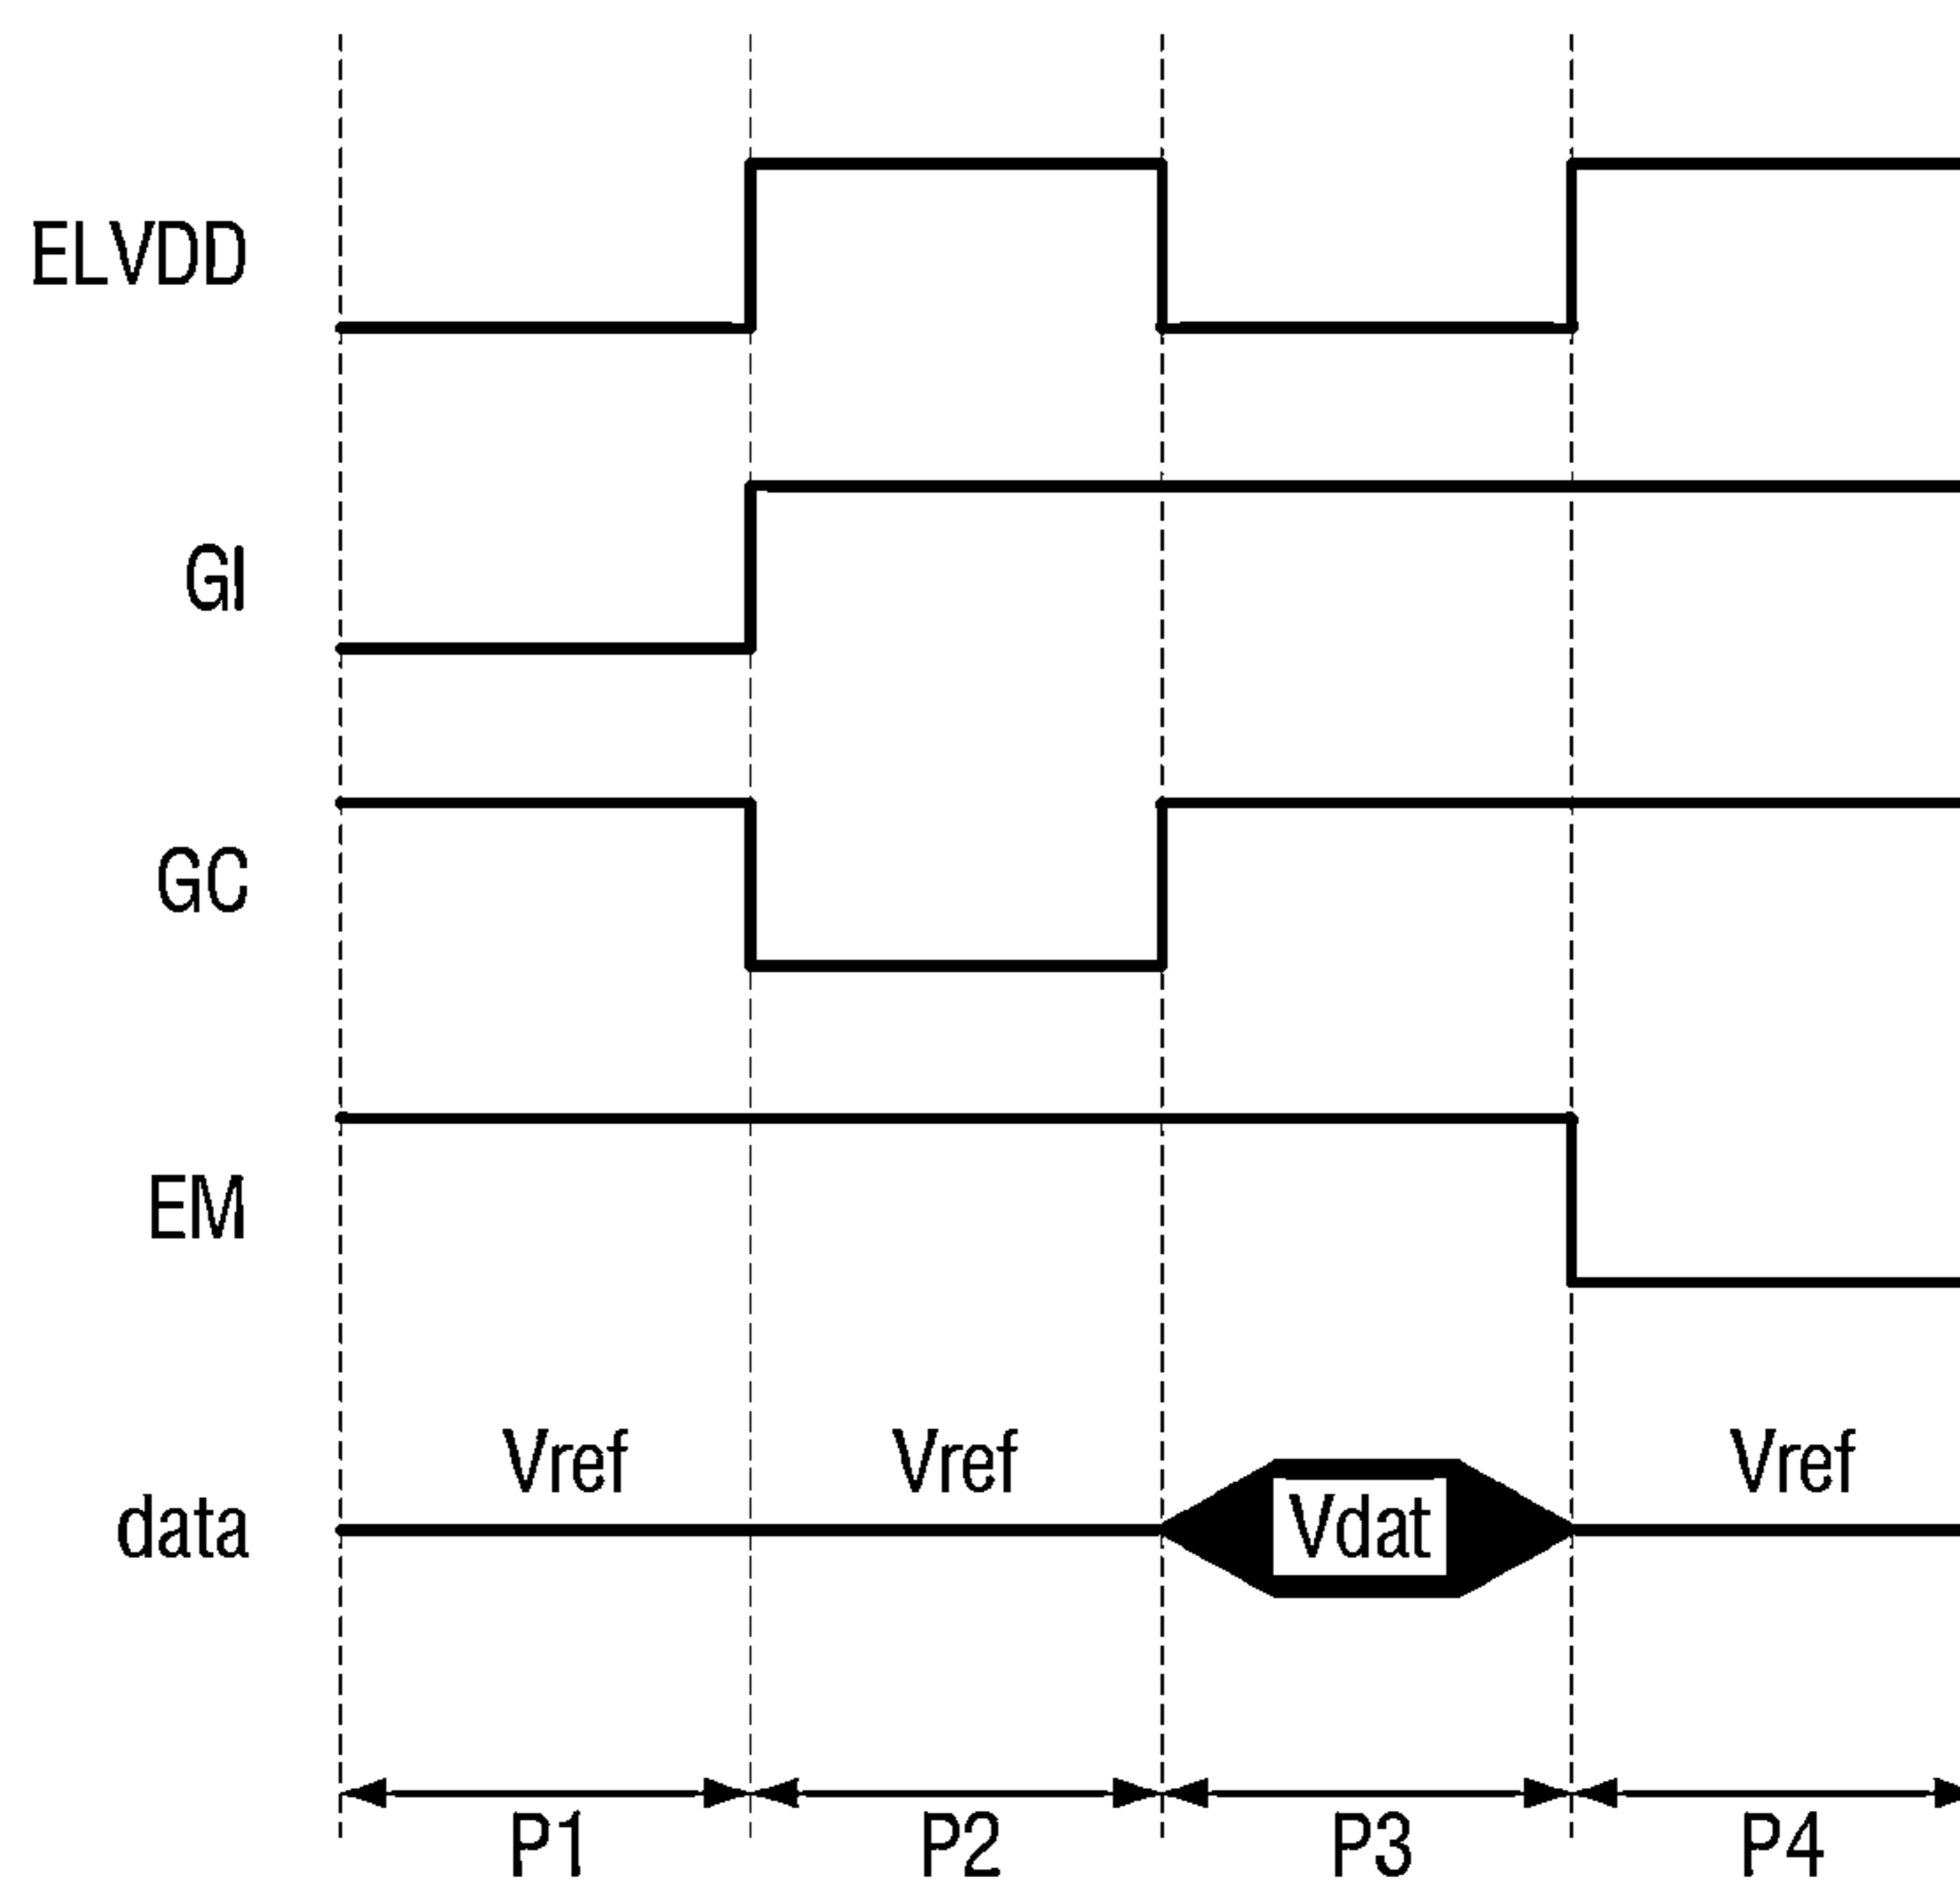 ELVDD
GI
GC
EM
Vref Vref Vref
data Vdat
P1 P2 P3 P4